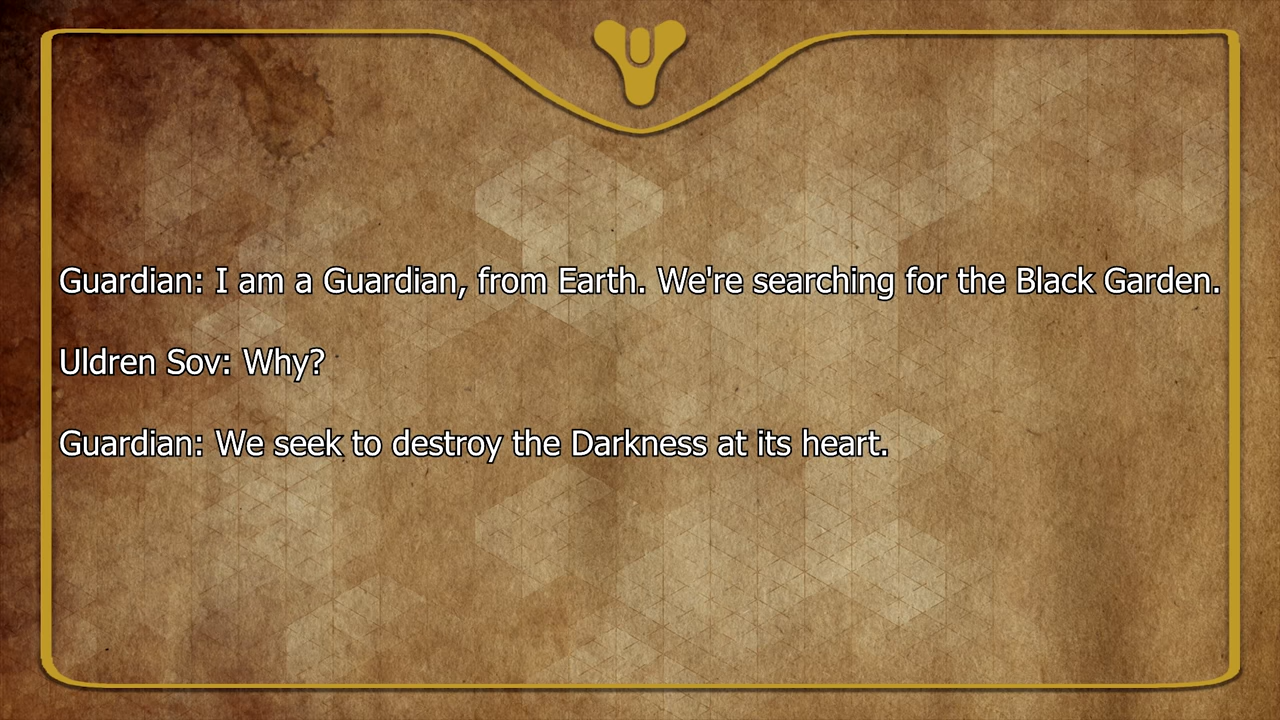 Guardian: I am a Guardian, from Earth. We're searching for the Black Garden.
Uldren Sov: Why?
Guardian: We seek to destroy the Darkness at its heart.